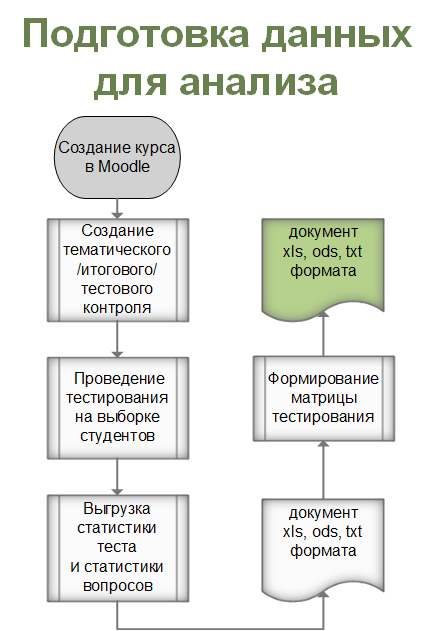 Подготовка данных
для анализа
Создание курса
в Moodle
Создание
тематического
/итогового/
тестового
контроля
Проведение
тестирования
на выборке
студентов
Выгрузка
статистики
теста
и статистики
вопросов
документ
xls, ods, txt
формата
Формирование
матрицы
тестирования
документ
xls, ods, txt
формата